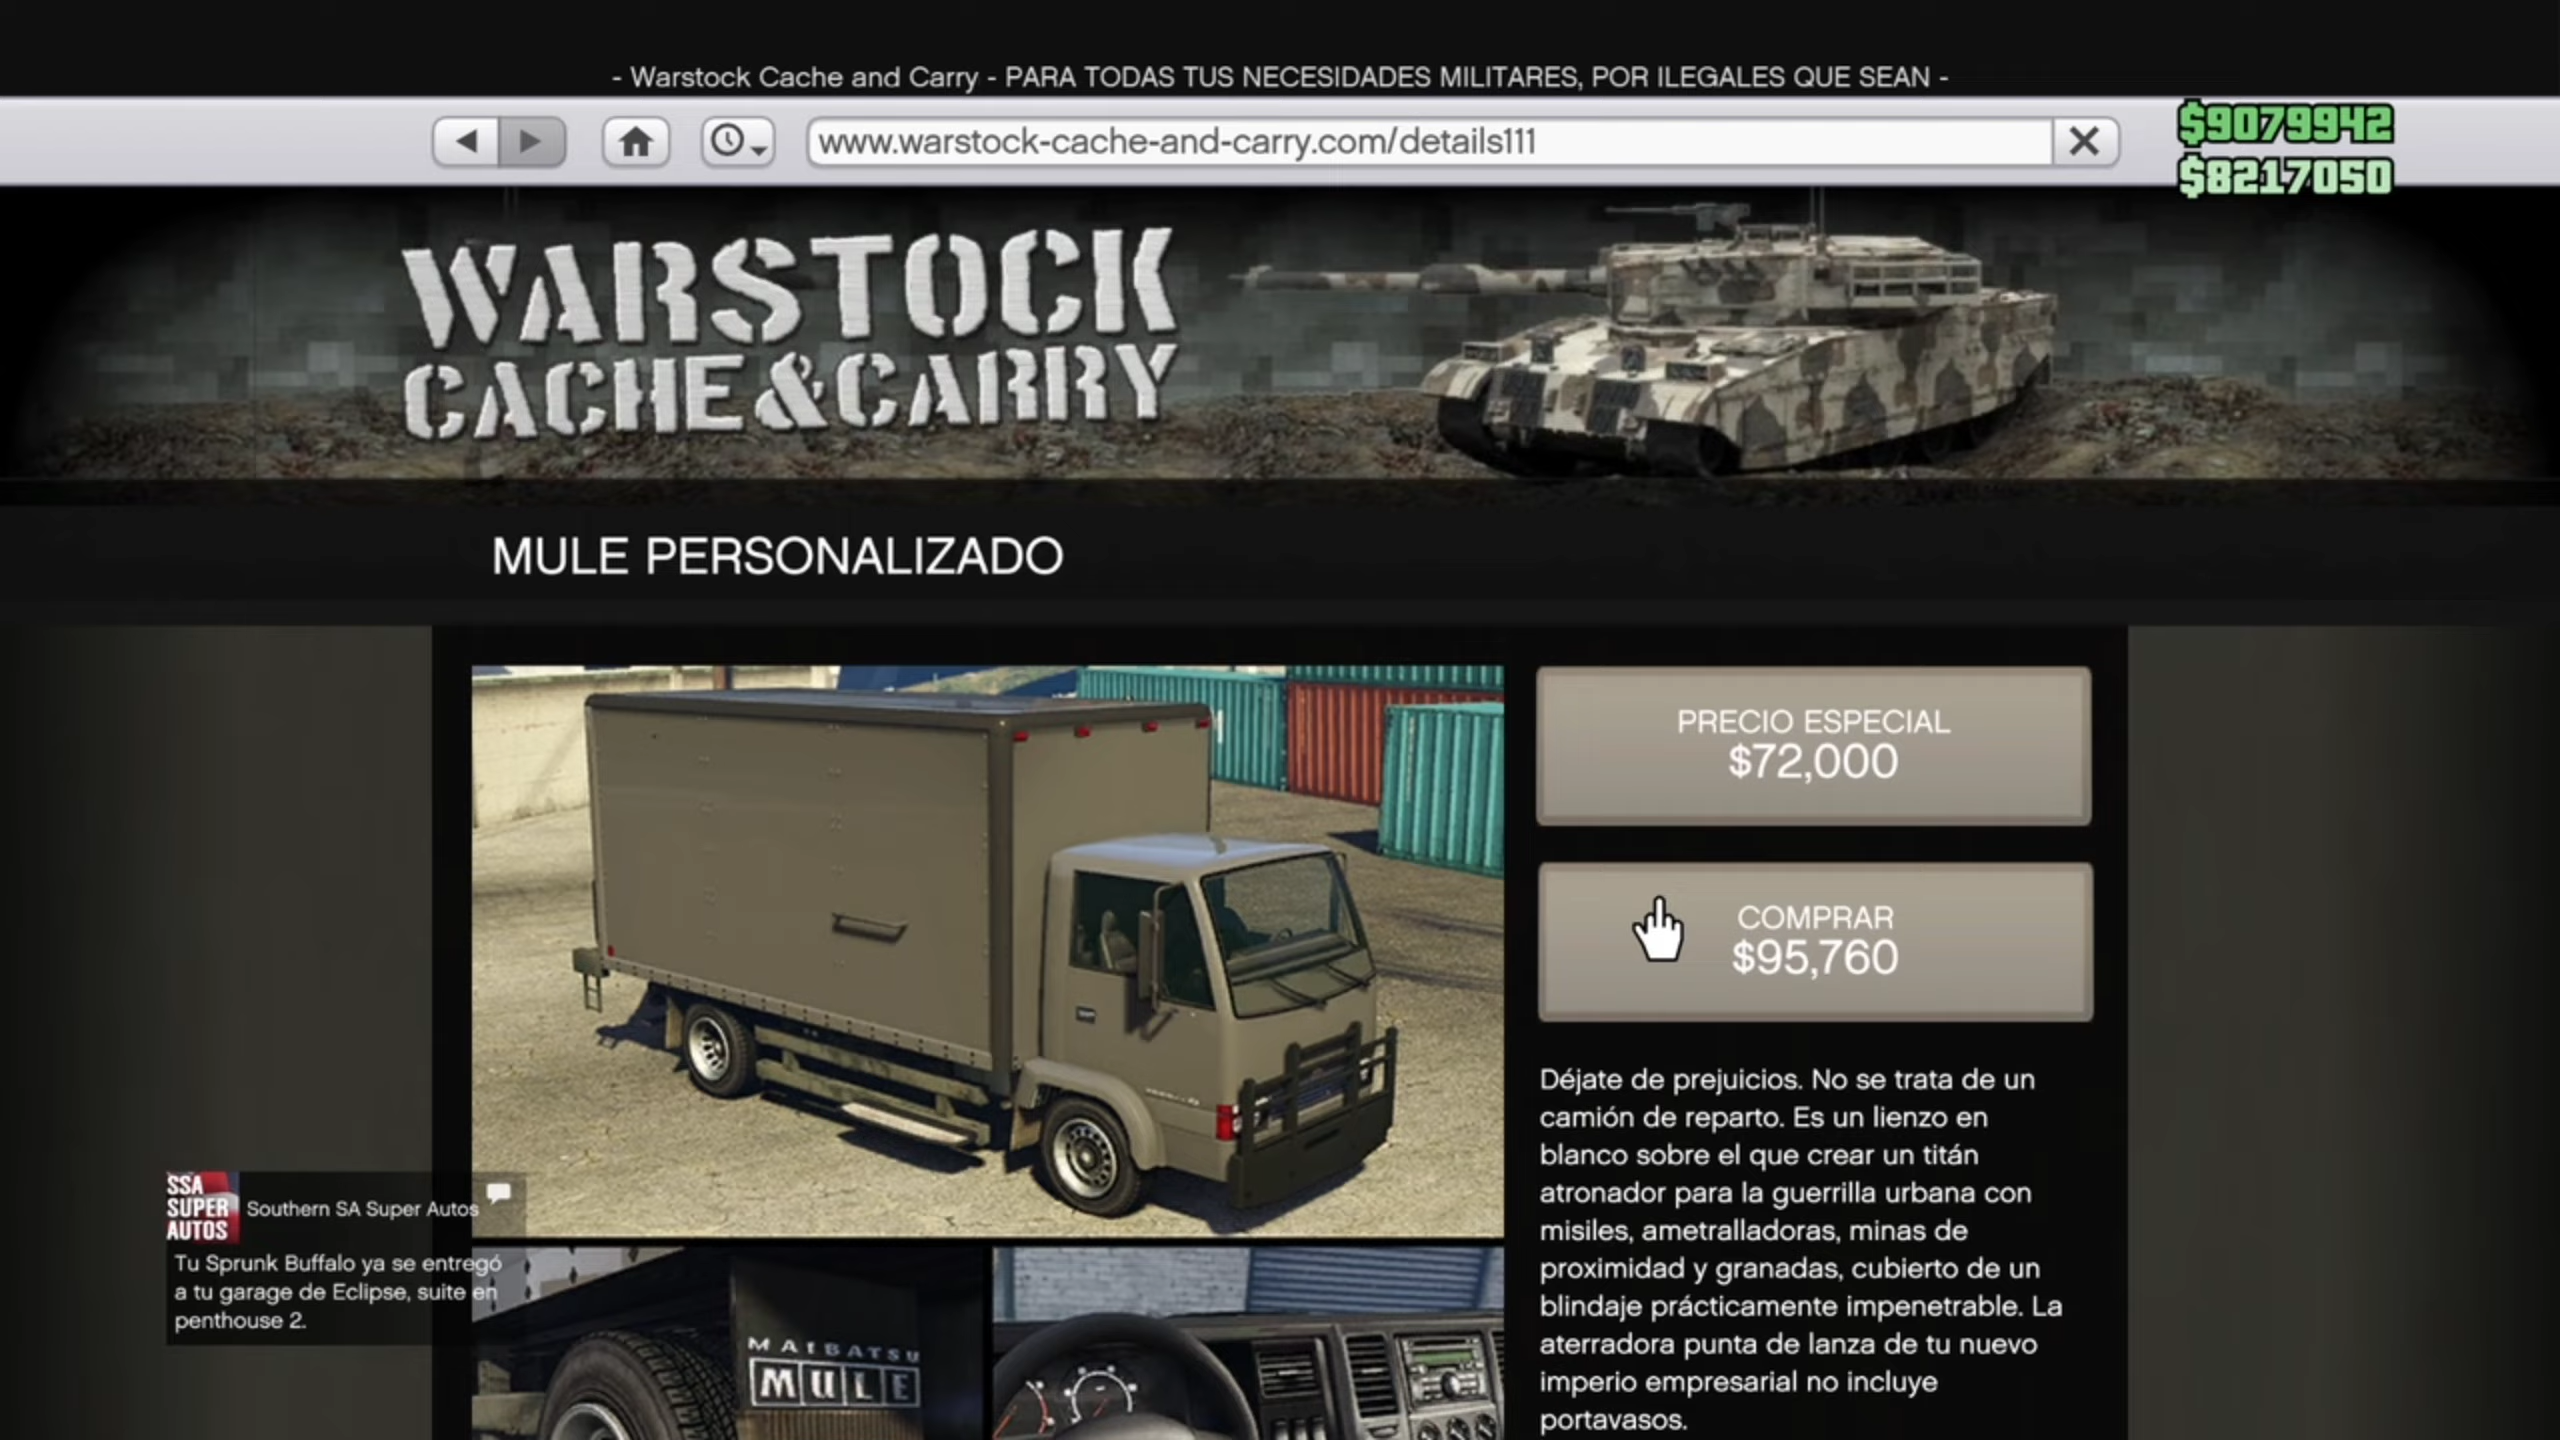 - Warstock Cache and Carry - PARA TODAS TUS NECESIDADES MILITARES, POR ILEGALES QUE SEAN -
www.warstock-cache-and-carry.com/details111
$9079942
$8217050
WARSTOCK
CACHE&CARRY
MULE PERSONALIZADO
PRECIO ESPECIAL
$72,000
COMPRAR
$95,760
Déjate de prejuicios. No se trata de un
camión de reparto. Es un lienzo en
blanco sobre el que crear un titán
atronador para la guerrilla urbana con
misiles, ametralladoras, minas de
proximidad y granadas, cubierto de un
blindaje prácticamente impenetrable. La
aterradora punta de lanza de tu nuevo
imperio empresarial no incluye
portavasos.
SSA
SUPER
AUTOS
Southern SA Super Autos
Tu Sprunk Buffalo ya se entregó
a tu garage de Eclipse, suite en
penthouse 2.
MAIBATSU
MULE